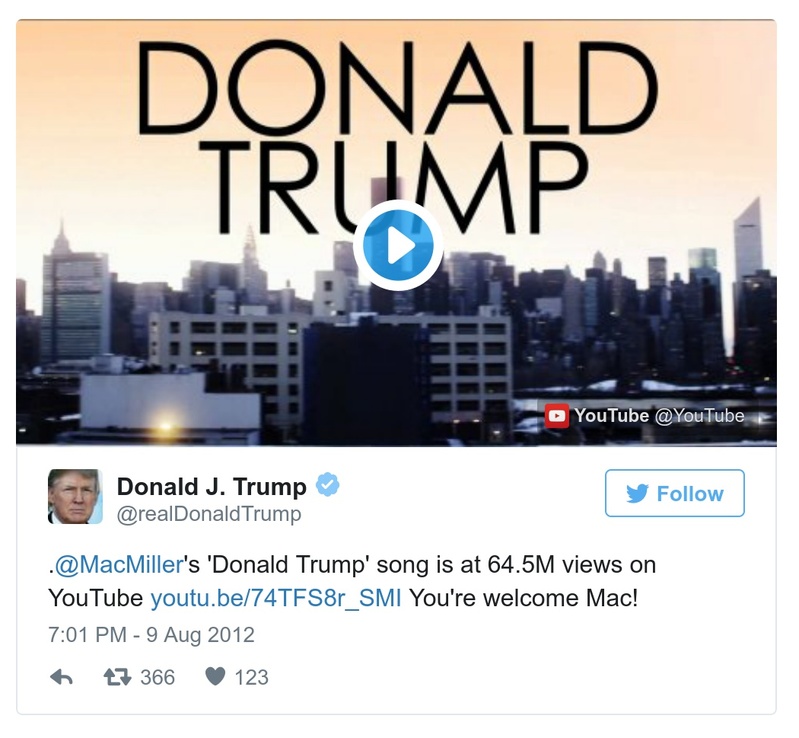 DONALD
TRUMP
YouTube @YouTube
Donald J. Trump
@realDonaldTrump
Follow
.@MacMiller's 'Donald Trump' song is at 64.5M views on
YouTube youtu.be/74TFS8r_SMI You're welcome Mac!
7:01 PM - 9 Aug 2012
366 123